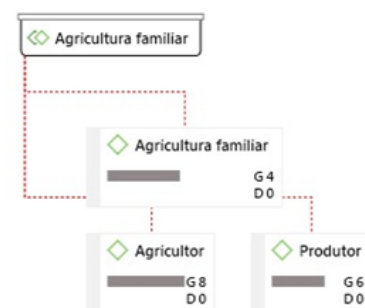 Agricultura familiar
Agricultura familiar
G 4
D 0
Agricultor
G 8
D 0
Produtor
G 6
D 0